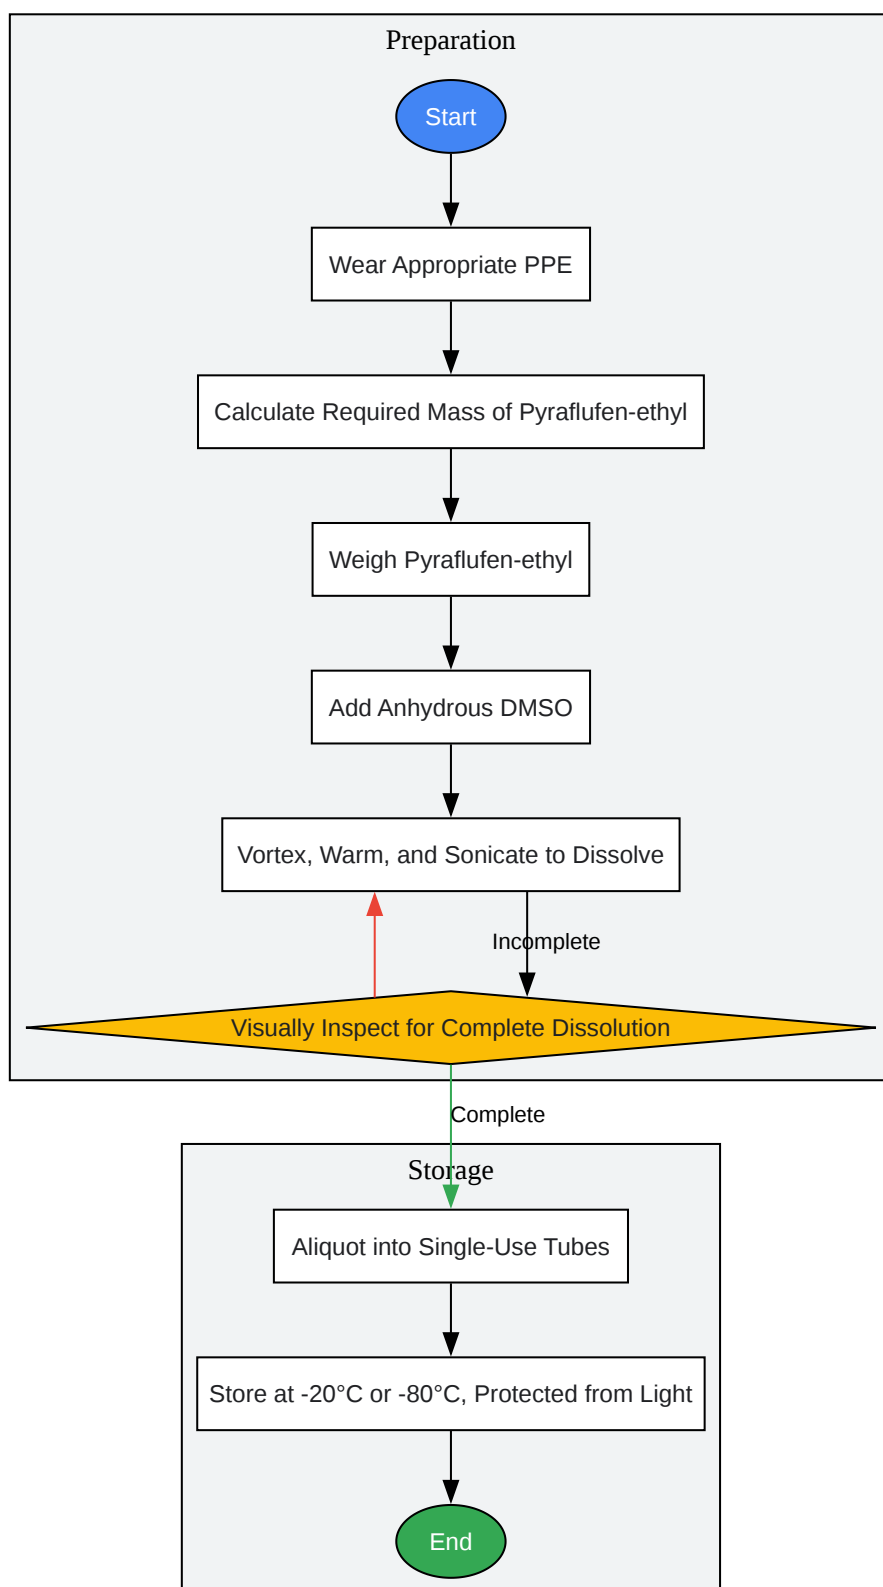 Preparation
Start
Wear Appropriate PPE
Calculate Required Mass of Pyraflufen-ethyl
Weigh Pyraflufen-ethyl
Add Anhydrous DMSO
Vortex, Warm, and Sonicate to Dissolve
Incomplete
Visually Inspect for Complete Dissolution
Complete
Storage
Aliquot into Single-Use Tubes
Store at -20°C or -80°C, Protected from Light
End